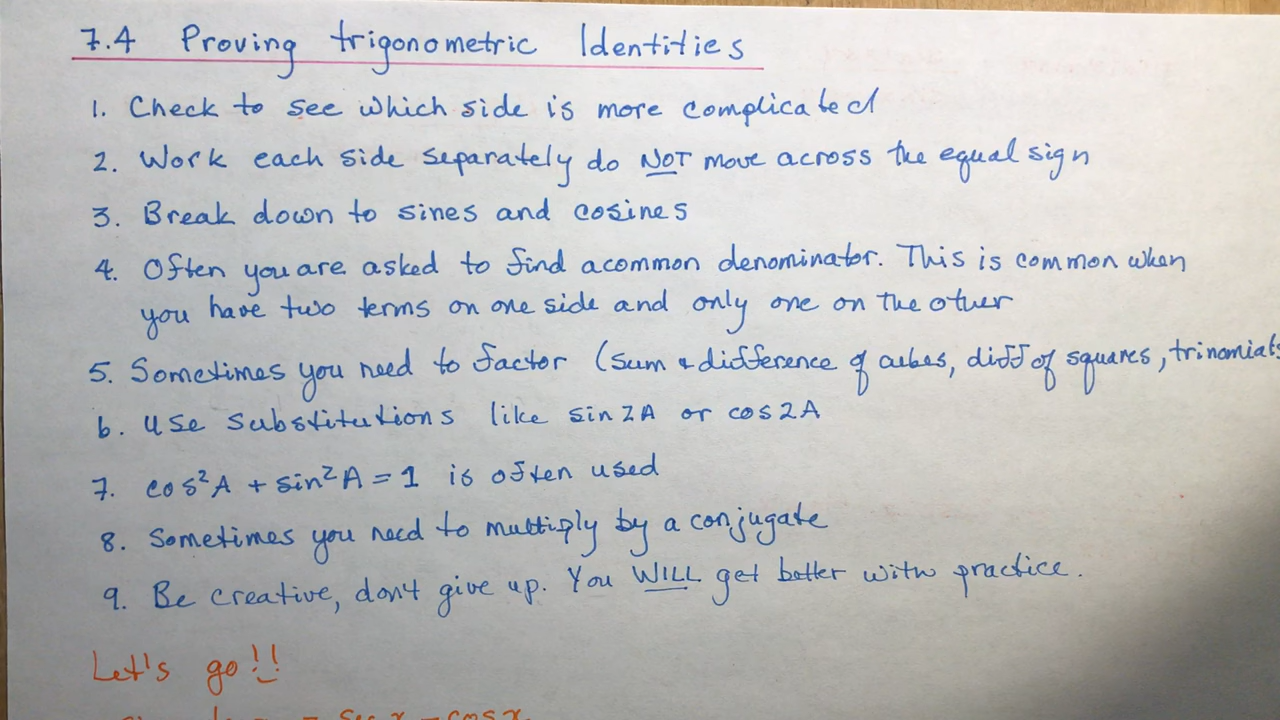 7.4 Proving trigonometric Identities
1. Check to see which side is more complicated
2. Work each side separately do NOT move across the equal sign
3. Break down to sines and cosines
4. Often you are asked to find a common denominator. This is common when
you have two terms on one side and only one on the other
5. Sometimes you need to factor (sum & difference of cubes, diff of squares, trinomials
6. Use substitutions like sin2A or cos2A
7. cos²A + sin²A = 1 is often used
8. Sometimes you need to multiply by a conjugate
9. Be creative, don't give up. You WILL get better with practice.
Let's go!!
= sec x - cos x